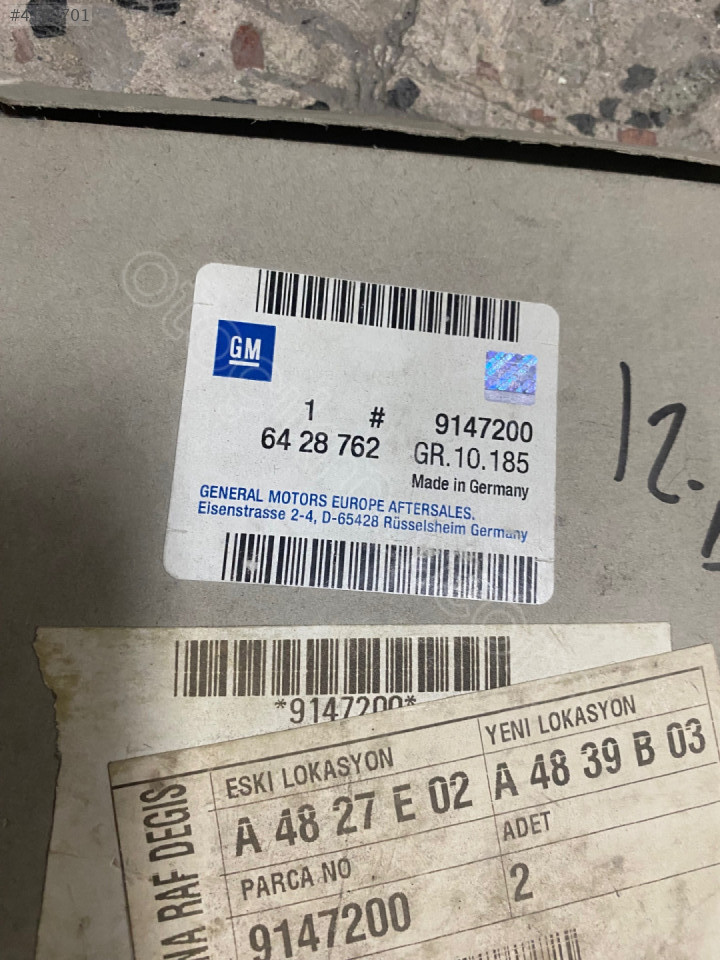 GM
1 # 9147200
64 28 762 GR.10.185
Made in Germany
GENERAL MOTORS EUROPE AFTERSALES,
Eisenstrasse 2-4, D-65428 Rüsselsheim Germany
12.
*9147200*
NA RAF DEGIS
ESKI LOKASYON YENI LOKASYON
A 48 27 E 02 A 48 39 B 03
PARCA NO ADET
9147200 2